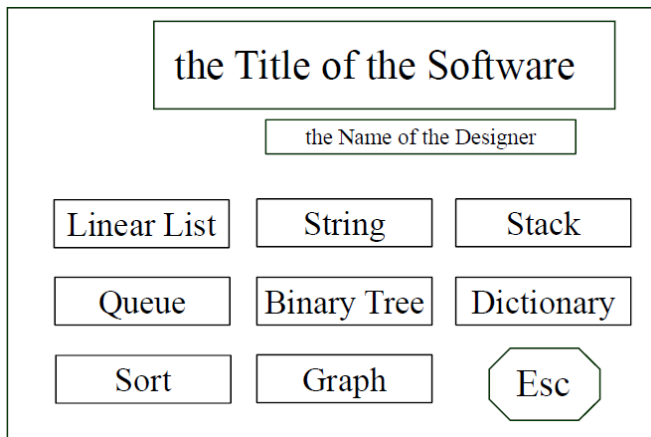 the Title of the Software
the Name of the Designer
Linear List
String
Stack
Queue
Binary Tree
Dictionary
Sort
Graph
Esc